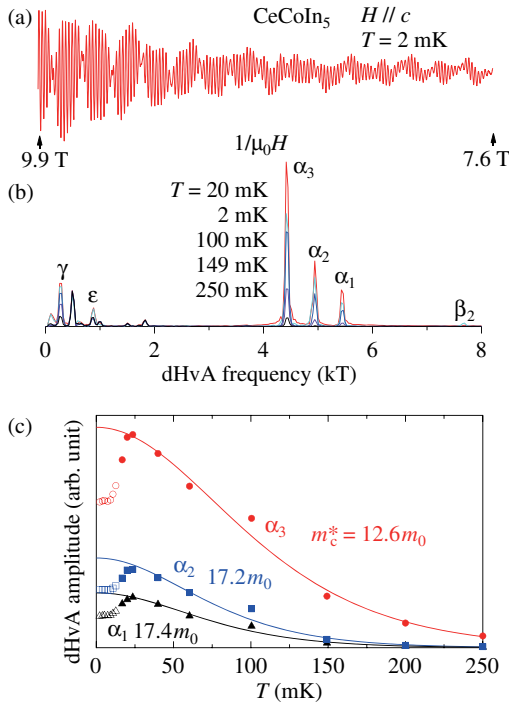 (a)
CeCoIn₅ H // c
T = 2 mK
9.9 T
1/μ₀H
7.6 T
(b)
T = 20 mK
2 mK
100 mK
149 mK
250 mK
γ
ε
α₃
α₂
α₁
β₂
0 2 4 6 8
dHvA frequency (kT)
(c)
dHvA amplitude (arb. unit)
α₃ m*c = 12.6m₀
α₂ 17.2m₀
α₁ 17.4m₀
0 50 100 150 200 250
T (mK)